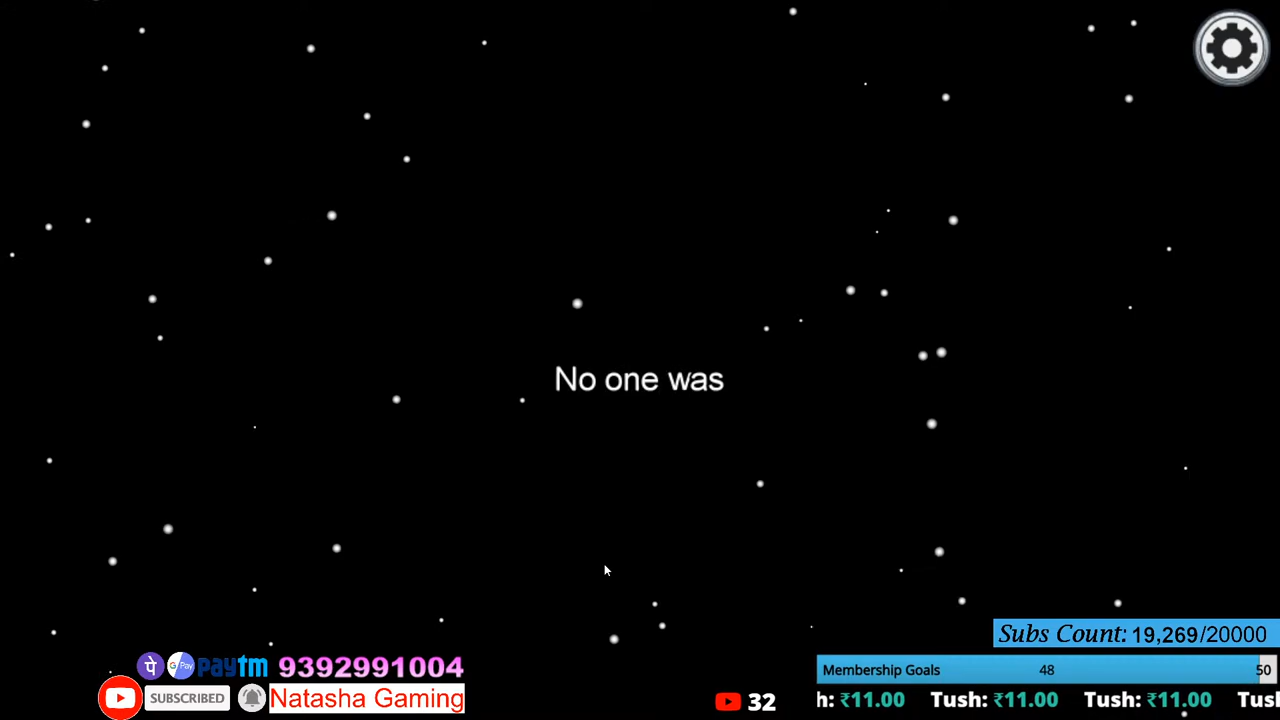 No one was
Subs Count: 19,269/20000
पे G Pay paytm 9392991004
Membership Goals 48 50
SUBSCRIBED Natasha Gaming
32
h: ₹11.00 Tush: ₹11.00 Tush: ₹11.00 Tus